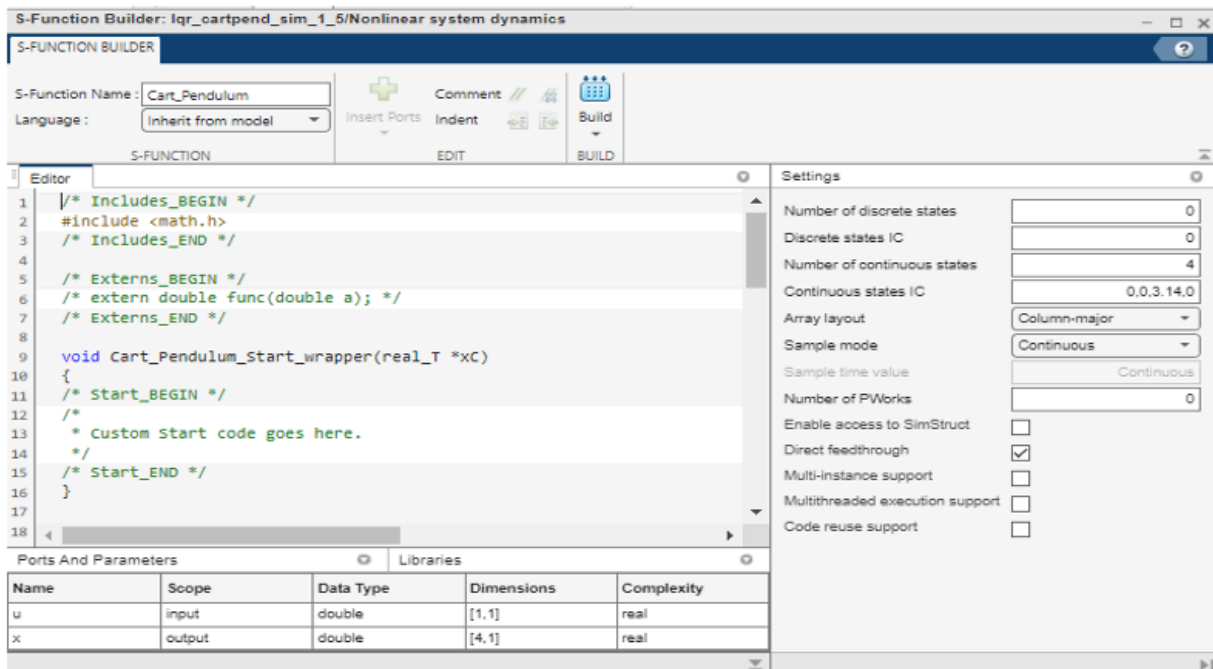 S-Function Builder: lqr_cartpend_sim_1_5/Nonlinear system dynamics
S-FUNCTION BUILDER
?
S-Function Name : Cart_Pendulum
Language : Inherit from model
Insert Ports
Comment //
Indent
Build
S-FUNCTION
EDIT
BUILD
Editor
1 /* Includes_BEGIN */
2 #include <math.h>
3 /* Includes_END */
4
5 /* Externs_BEGIN */
6 /* extern double func(double a); */
7 /* Externs_END */
8
9 void Cart_Pendulum_Start_wrapper(real_T *xC)
10 {
11 /* Start_BEGIN */
12 /*
13 * Custom Start code goes here.
14 */
15 /* Start_END */
16 }
17
18
Settings
Number of discrete states 0
Discrete states IC 0
Number of continuous states 4
Continuous states IC 0,0,3.14,0
Array layout Column-major
Sample mode Continuous
Sample time value Continuous
Number of PWorks 0
Enable access to SimStruct
Direct feedthrough
Multi-instance support
Multithreaded execution support
Code reuse support
Ports And Parameters
Libraries
Name Scope Data Type Dimensions Complexity
u input double [1,1] real
x output double [4,1] real